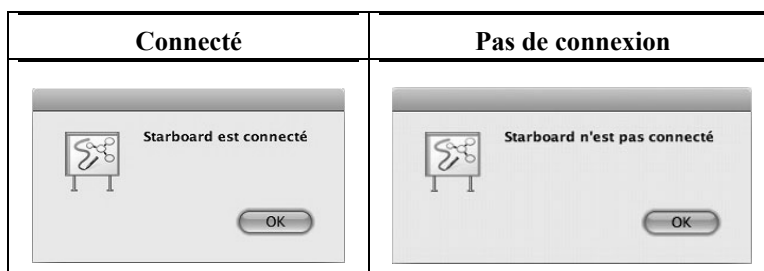 Connecté
Pas de connexion
Starboard est connecté
OK
Starboard n'est pas connecté
OK